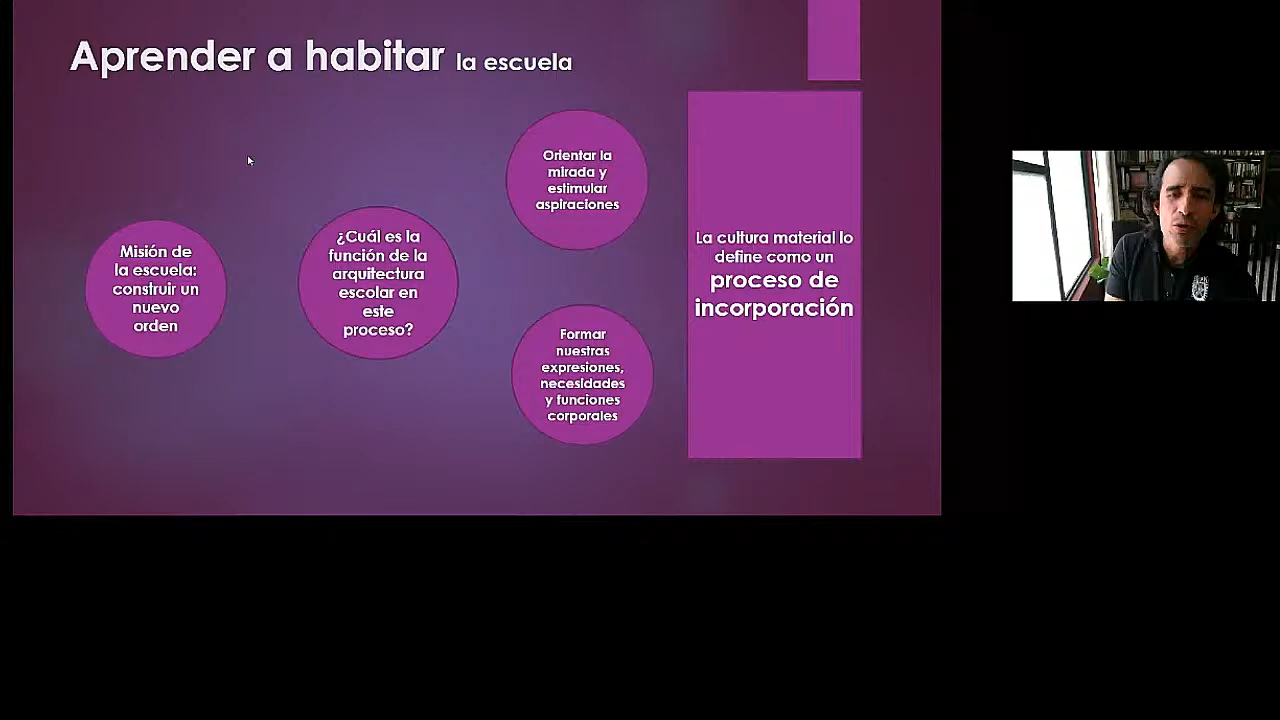 Aprender a habitar la escuela
Misión de
la escuela:
construir un
nuevo
orden
¿Cuál es la
función de la
arquitectura
escolar en
este
proceso?
Orientar la
mirada y
estimular
aspiraciones
Formar
nuestras
expresiones,
necesidades
y funciones
corporales
La cultura material lo
define como un
proceso de
incorporación